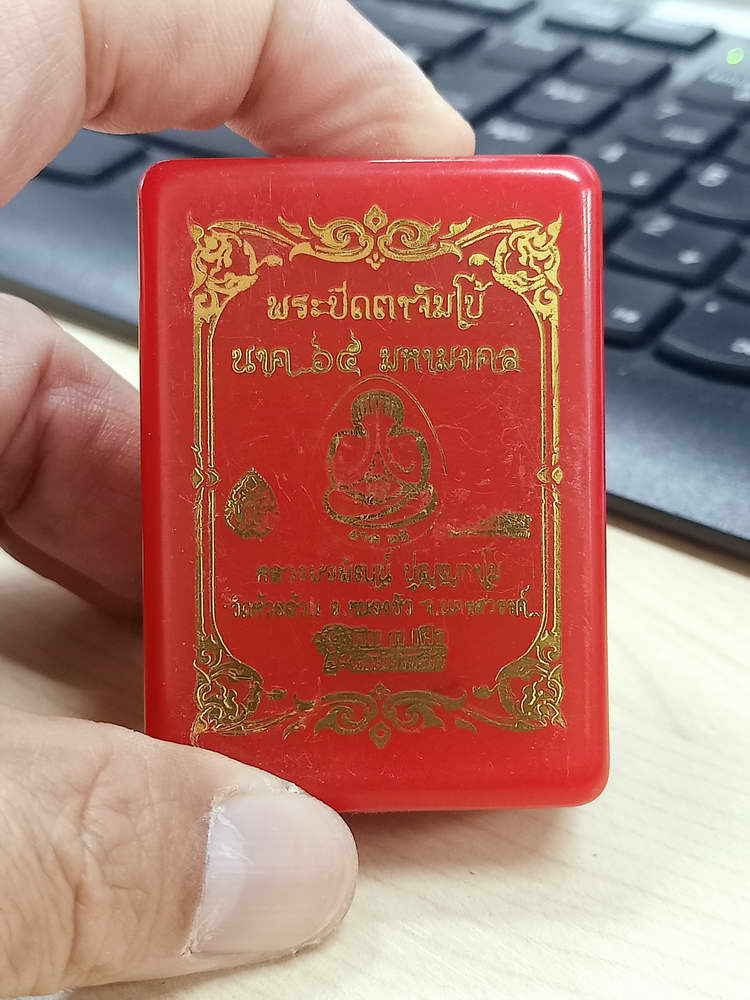 พระปิดตาจัมโบ้
นาค ๖๕ มหามงคล
หลวงพ่อพัฒน์ ปุญฺญกาโม
วัดห้วยด้วน อ.หนองบัว จ.นครสวรรค์